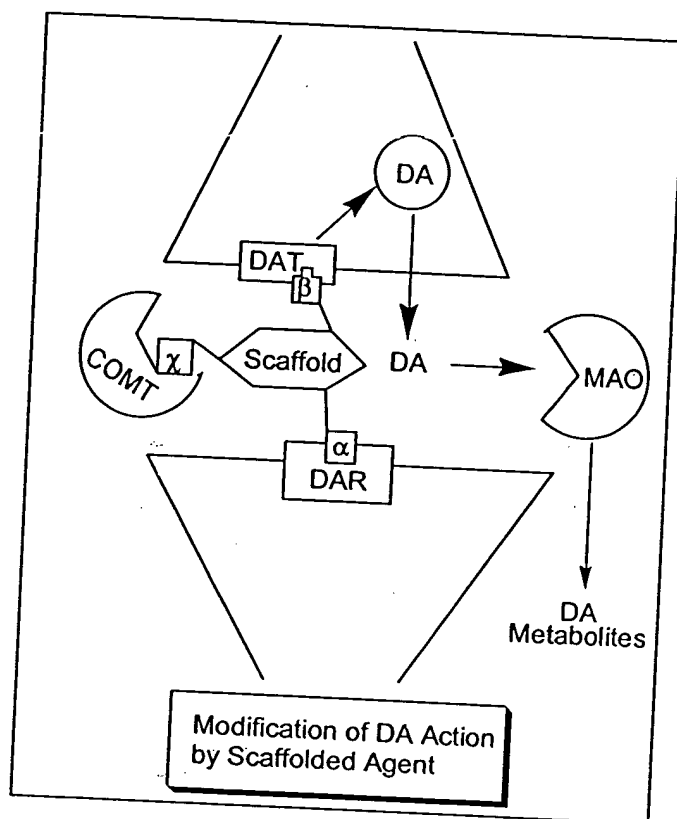 DA
DAT
β
COMT
χ
Scaffold
DA
MAO
α
DAR
DA
Metabolites
Modification of DA Action
by Scaffolded Agent